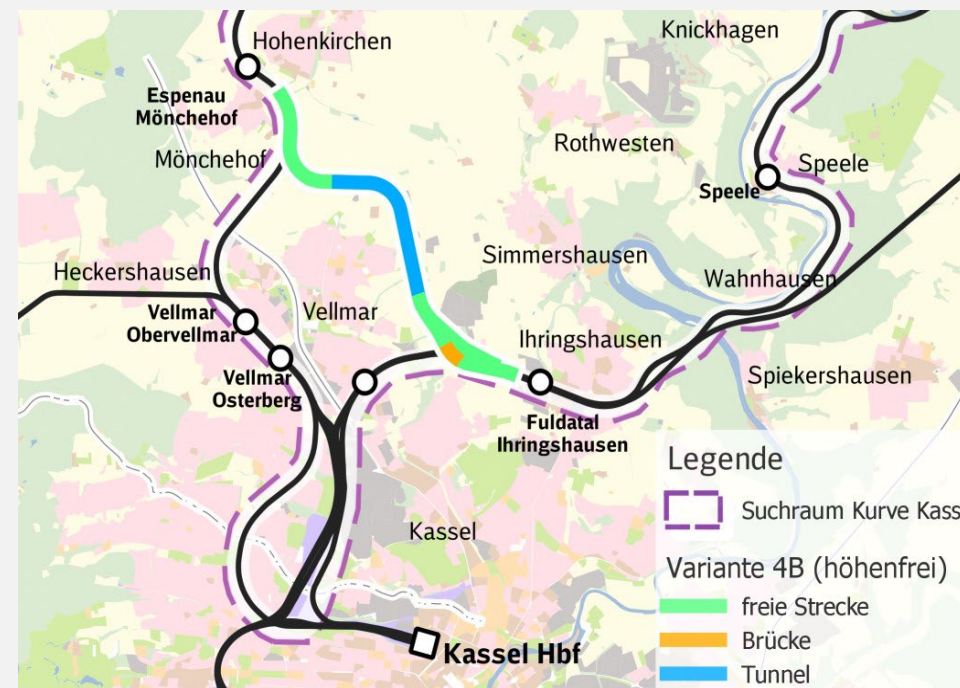 Knickhagen
Hohenkirchen
Espenau
Mönchehof
Rothwesten
Mönchehof
Speele
Speele
Simmershausen
Heckershausen
Wahnhausen
Vellmar
Obervellmar
Vellmar
Ihringshausen
Vellmar
Osterberg
Spiekershausen
Fuldatal
Ihringshausen
Legende
Suchraum Kurve Kass
Kassel
Variante 4B (höhenfrei)
freie Strecke
Brücke
Kassel Hbf
Tunnel